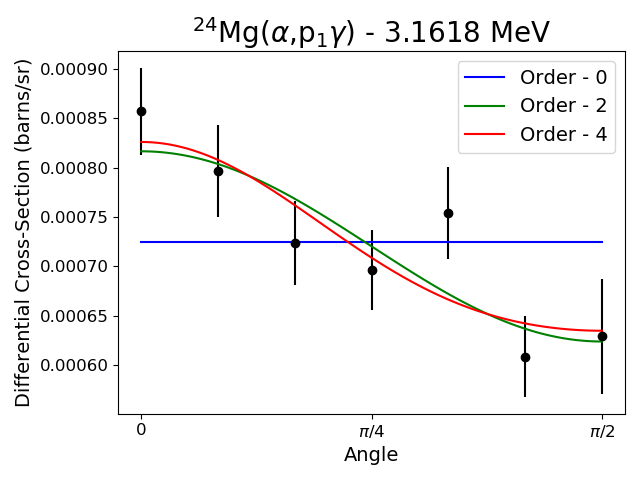 ²⁴Mg(α,p₁γ) - 3.1618 MeV
Differential Cross-Section (barns/sr)
0.00090
0.00085
0.00080
0.00075
0.00070
0.00065
0.00060
Order - 0
Order - 2
Order - 4
0
π/4
π/2
Angle